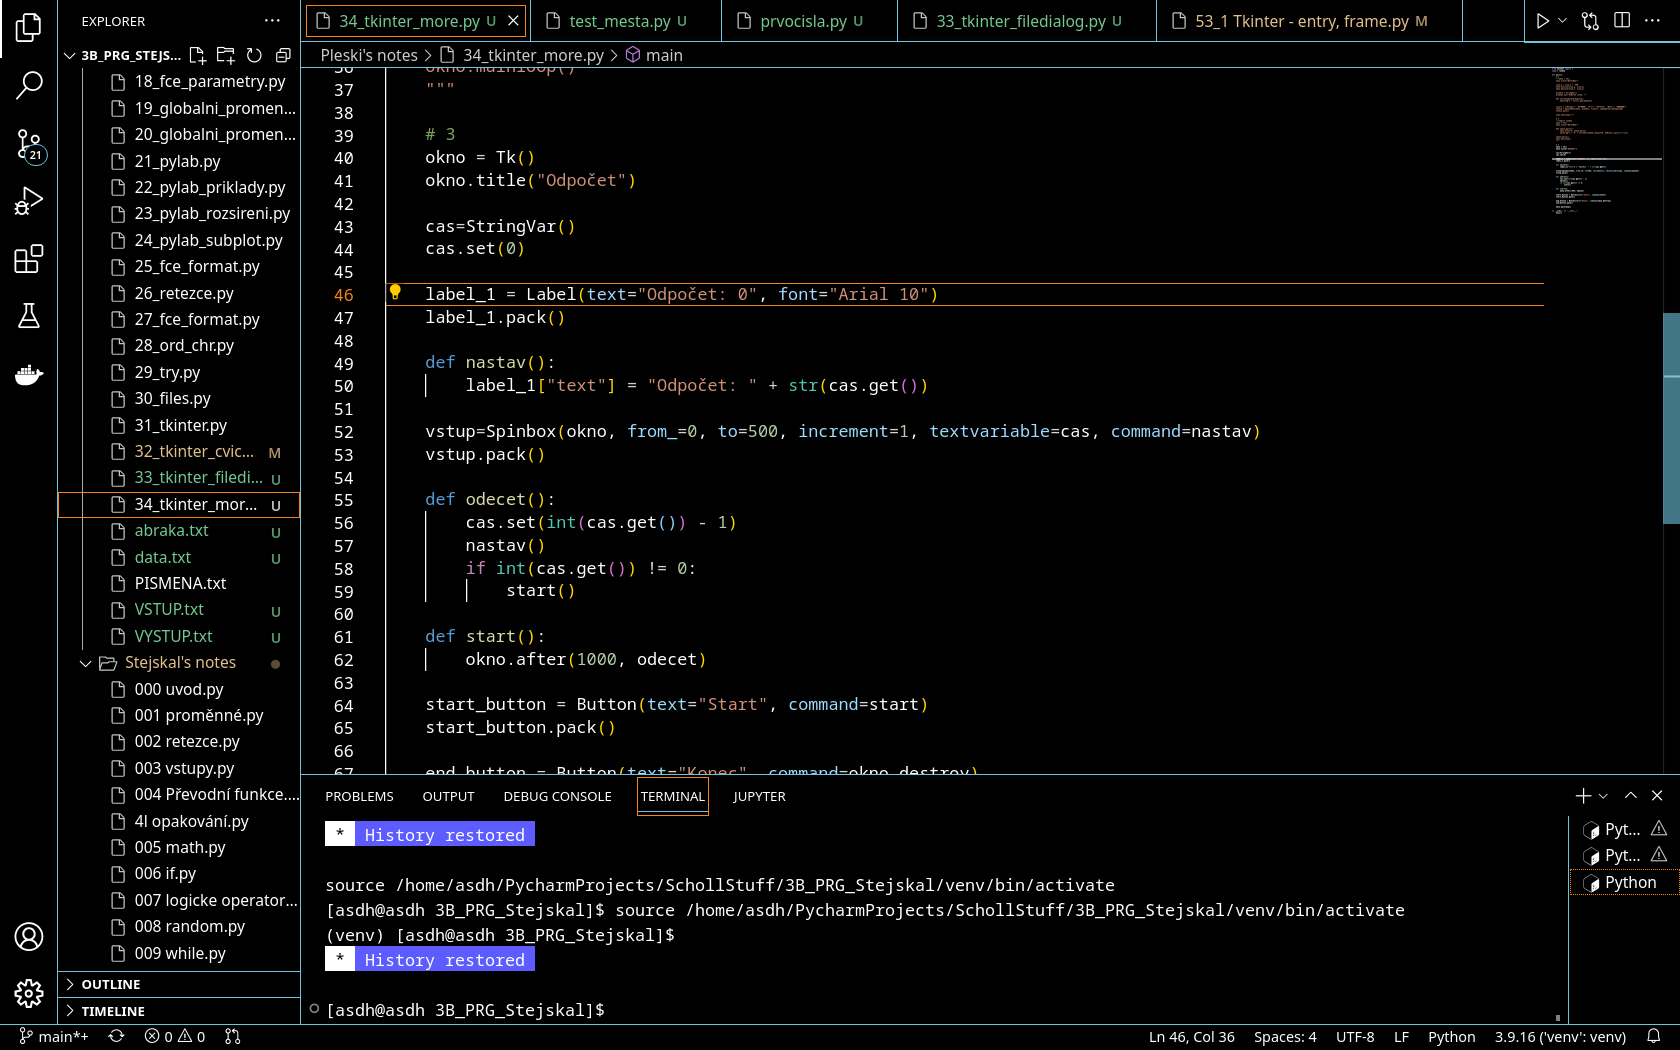 EXPLORER
3B_PRG_STEJS...
18_fce_parametry.py
19_globalni_promen...
20_globalni_promen...
21_pylab.py
22_pylab_priklady.py
23_pylab_rozsireni.py
24_pylab_subplot.py
25_fce_format.py
26_retezce.py
27_fce_format.py
28_ord_chr.py
29_try.py
30_files.py
31_tkinter.py
32_tkinter_cvic... M
33_tkinter_filedi... U
34_tkinter_mor... U
abraka.txt U
data.txt U
PISMENA.txt
VSTUP.txt U
VYSTUP.txt U
Stejskal's notes
000 uvod.py
001 proměnné.py
002 retezce.py
003 vstupy.py
004 Převodní funkce....
4l opakování.py
005 math.py
006 if.py
007 logicke operator...
008 random.py
009 while.py
OUTLINE
TIMELINE
21
34_tkinter_more.py U
test_mesta.py U
prvocisla.py U
33_tkinter_filedialog.py U
53_1 Tkinter - entry, frame.py M
Pleski's notes > 34_tkinter_more.py > main
36 okno.mainloop()
37 """
38
39 # 3
40 okno = Tk()
41 okno.title("Odpočet")
42
43 cas=StringVar()
44 cas.set(0)
45
46 label_1 = Label(text="Odpočet: 0", font="Arial 10")
47 label_1.pack()
48
49 def nastav():
50 label_1["text"] = "Odpočet: " + str(cas.get())
51
52 vstup=Spinbox(okno, from_=0, to=500, increment=1, textvariable=cas, command=nastav)
53 vstup.pack()
54
55 def odecet():
56 cas.set(int(cas.get()) - 1)
57 nastav()
58 if int(cas.get()) != 0:
59 start()
60
61 def start():
62 okno.after(1000, odecet)
63
64 start_button = Button(text="Start", command=start)
65 start_button.pack()
66
67 end_button = Button(text="Konec", command=okno.destroy)
PROBLEMS OUTPUT DEBUG CONSOLE TERMINAL JUPYTER
* History restored
source /home/asdh/PycharmProjects/SchollStuff/3B_PRG_Stejskal/venv/bin/activate
[asdh@asdh 3B_PRG_Stejskal]$ source /home/asdh/PycharmProjects/SchollStuff/3B_PRG_Stejskal/venv/bin/activate
(venv) [asdh@asdh 3B_PRG_Stejskal]$
* History restored
[asdh@asdh 3B_PRG_Stejskal]$
Pyt...
Pyt...
Python
main*+ 0 0 Ln 46, Col 36 Spaces: 4 UTF-8 LF Python 3.9.16 ('venv': venv)